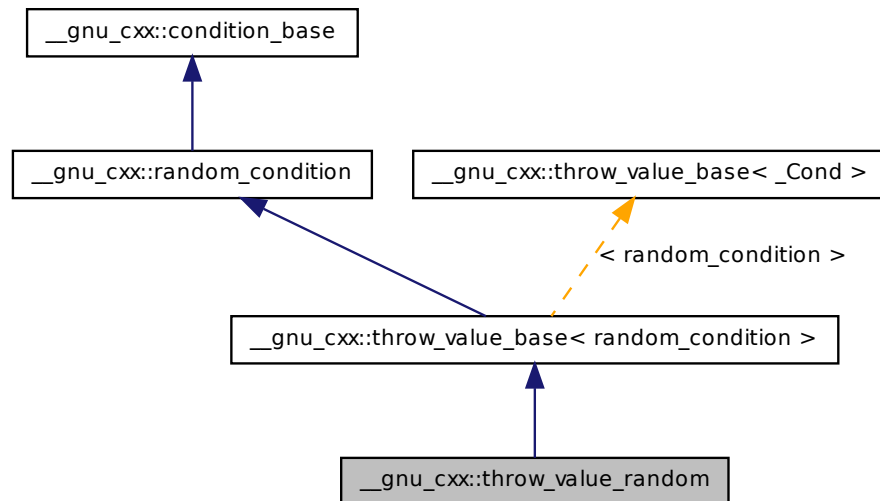 __gnu_cxx::condition_base
__gnu_cxx::random_condition
__gnu_cxx::throw_value_base< _Cond >
< random_condition >
__gnu_cxx::throw_value_base< random_condition >
__gnu_cxx::throw_value_random